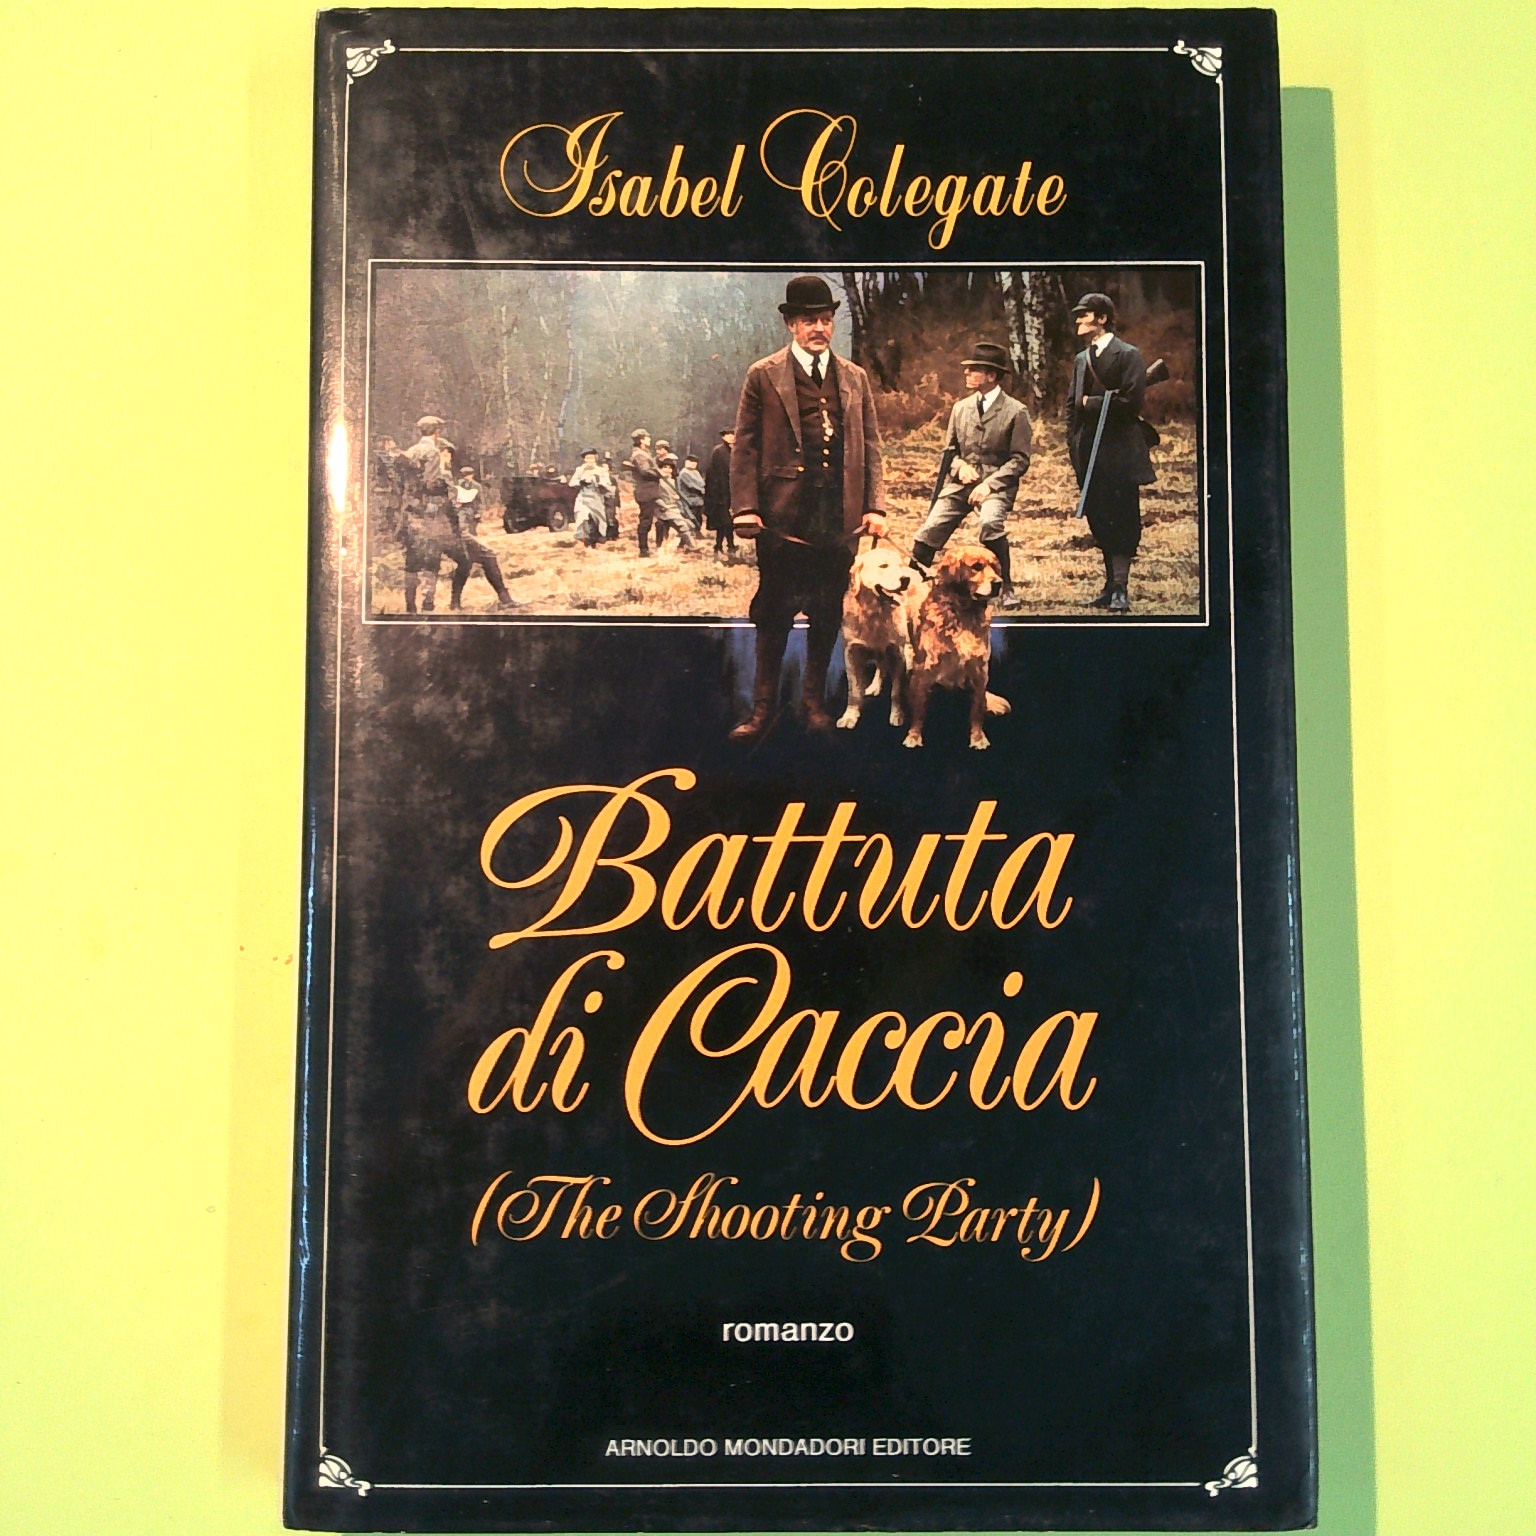 Isabel Colegate
Battuta
di Caccia
(The Shooting Party)
romanzo
ARNOLDO MONDADORI EDITORE